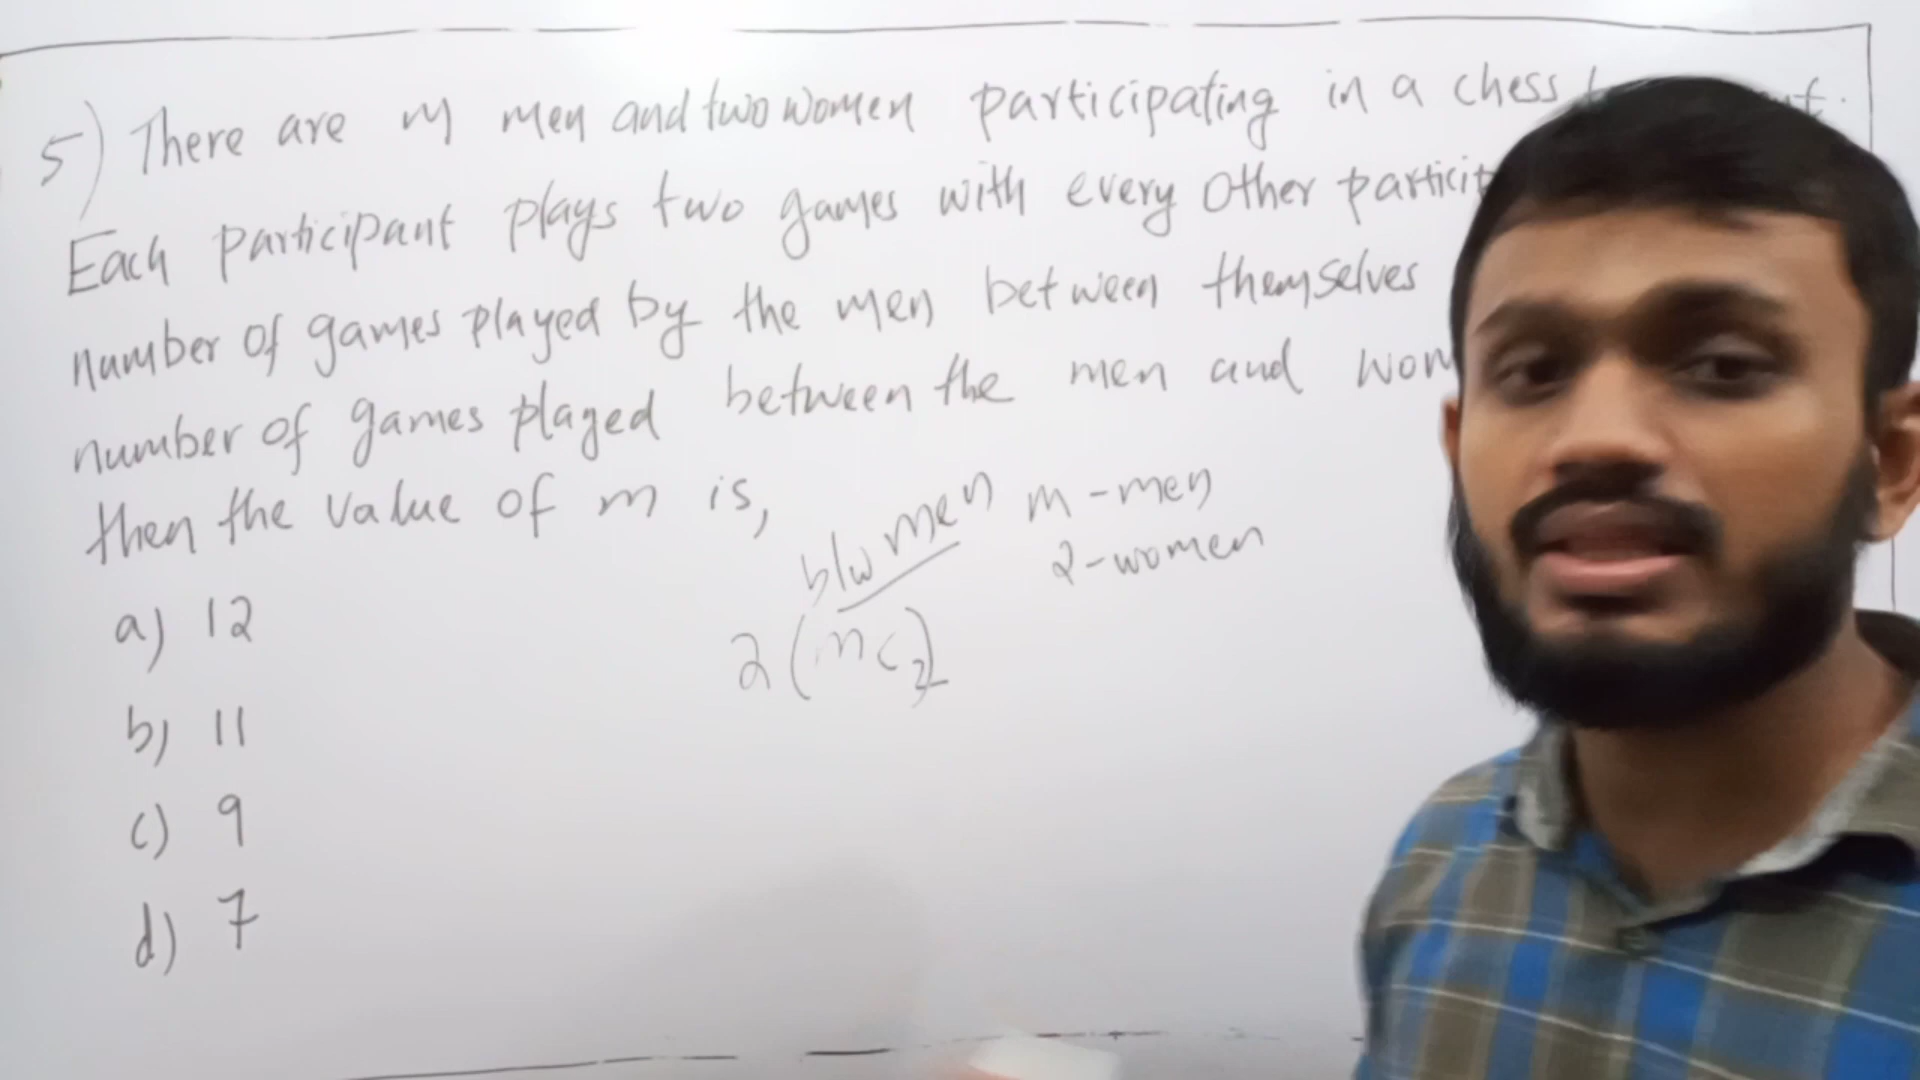 5) There are m men and two women participating in a chess
Each participant plays two games with every other
number of games played by the men between themselves
number of games played between the men and
then the value of m is,
b/w men
m - men
2 - women
2(mc2)
a) 12
b) 11
c) 9
d) 7